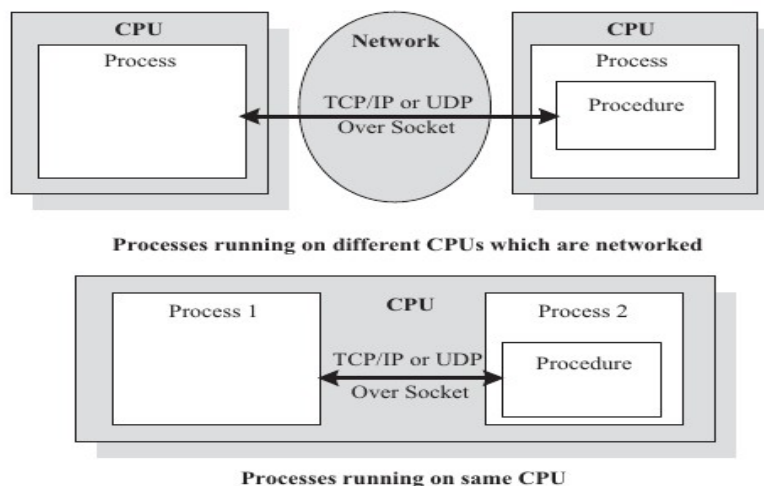 CPU
Process
Network
TCP/IP or UDP
Over Socket
CPU
Process
Procedure
Processes running on different CPUs which are networked
Process 1
CPU
TCP/IP or UDP
Over Socket
Process 2
Procedure
Processes running on same CPU